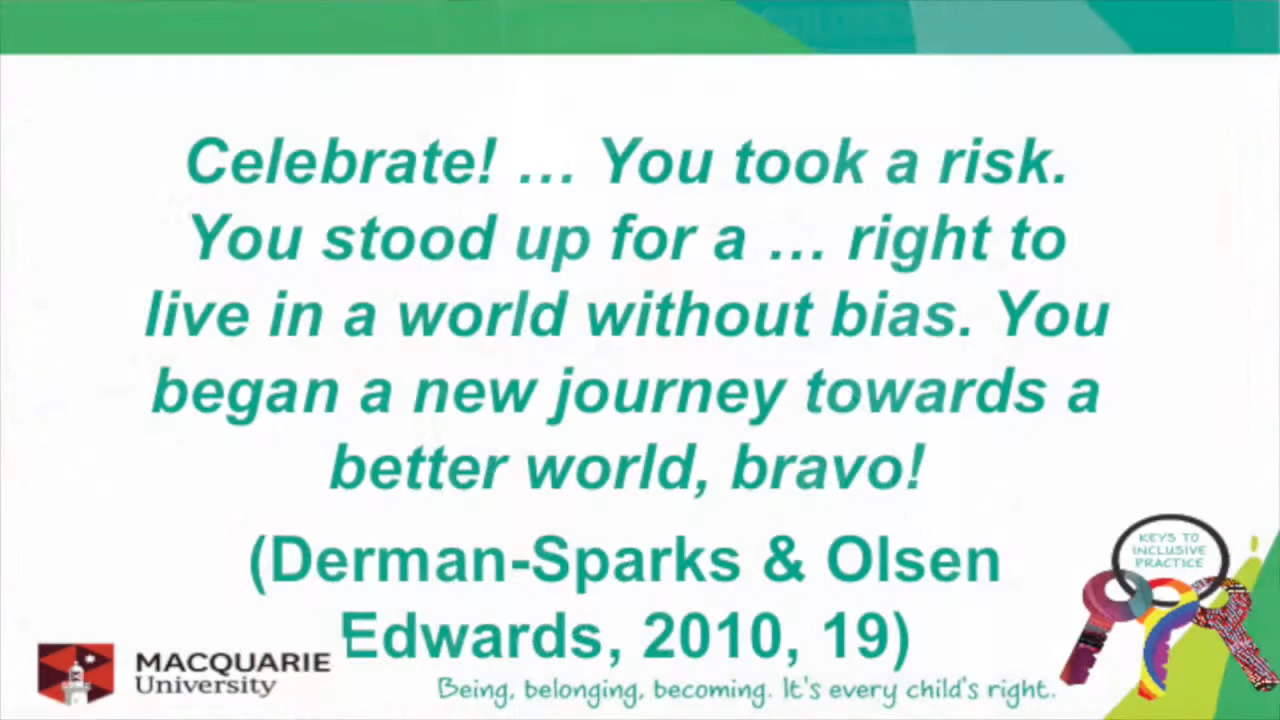 Celebrate! … You took a risk.
You stood up for a … right to
live in a world without bias. You
began a new journey towards a
better world, bravo!
(Derman-Sparks & Olsen
Edwards, 2010, 19)
KEYS TO
INCLUSIVE
PRACTICE
MACQUARIE
University
Being, belonging, becoming. It's every child's right.